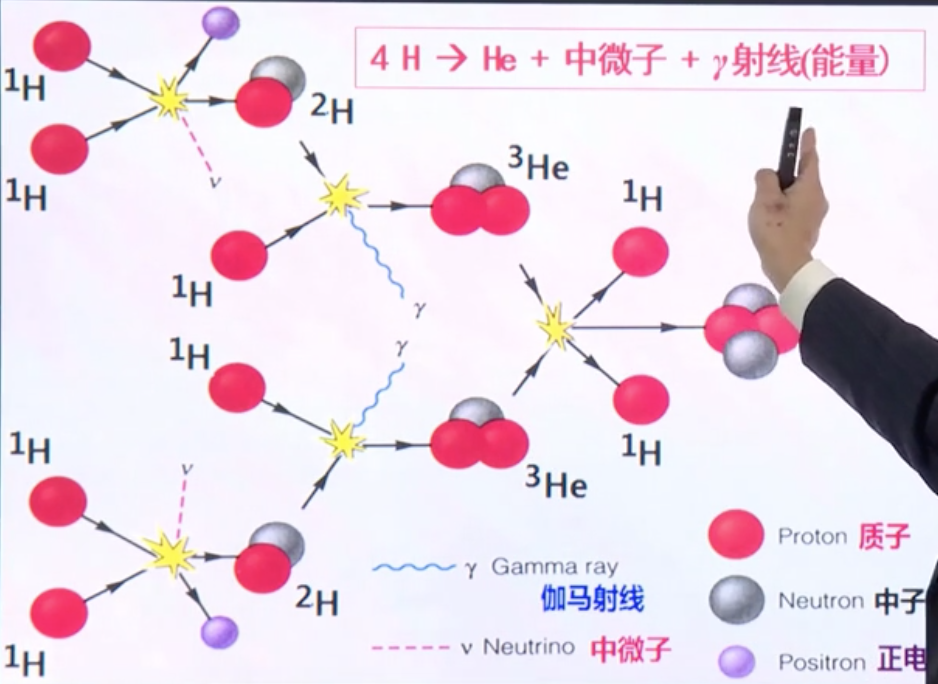 4 H → He + 中微子 + γ射线(能量)
¹H
²H
ν
¹H
³He
¹H
¹H
γ
γ
¹H
³He
¹H
¹H
ν
²H
¹H
γ Gamma ray
伽马射线
ν Neutrino 中微子
Proton 质子
Neutron 中子
Positron 正电